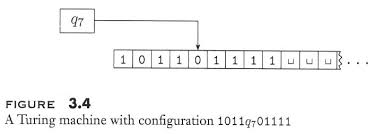 q7
1 0 1 1 0 1 1 1 1 ␣ ␣ ␣ ...
FIGURE 3.4
A Turing machine with configuration 1011q701111